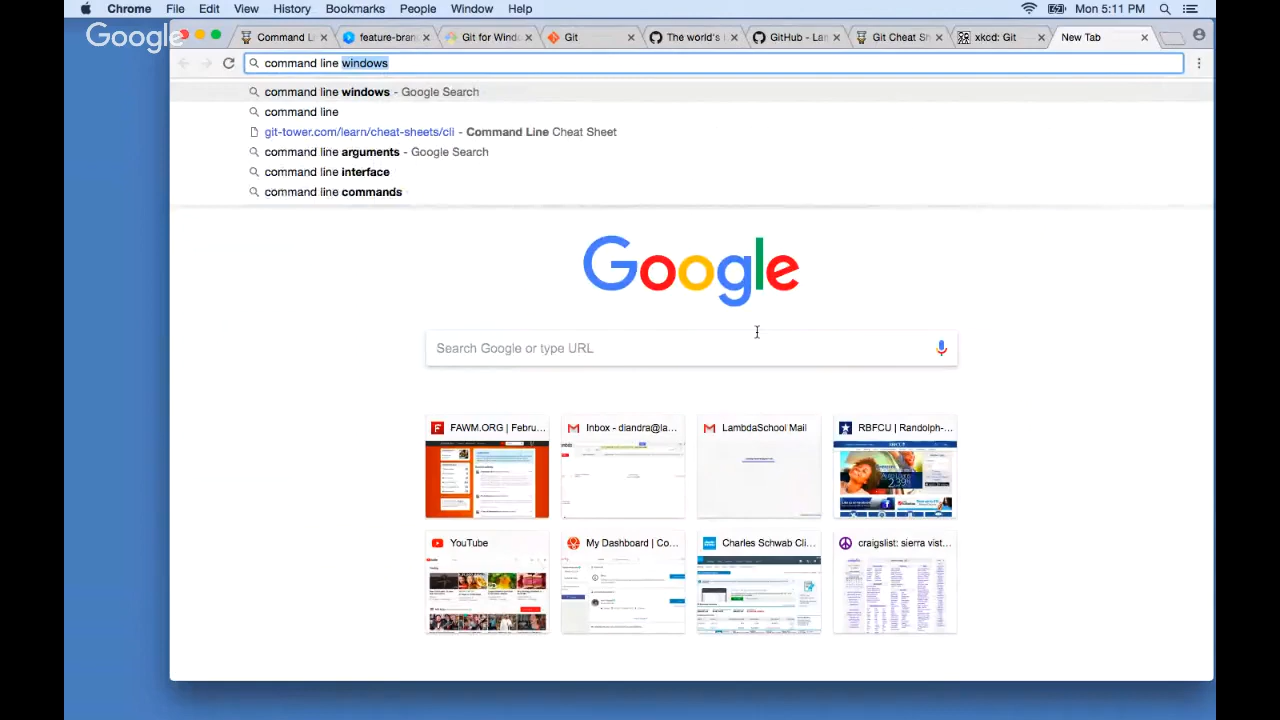 Chrome File Edit View History Bookmarks People Window Help Mon 5:11 PM
Google
Command L feature-bran Git for Windo Git The world's GitHub - Lan Git Cheat Sh xkcd: Git New Tab
command line windows
command line windows - Google Search
command line
git-tower.com/learn/cheat-sheets/cli - Command Line Cheat Sheet
command line arguments - Google Search
command line interface
command line commands
Google
Search Google or type URL
FAWM.ORG | Febru... Inbox - diandra@la... LambdaSchool Mail RBFCU | Randolph-...
YouTube My Dashboard | Co... Charles Schwab Cli... craigslist: sierra vist...